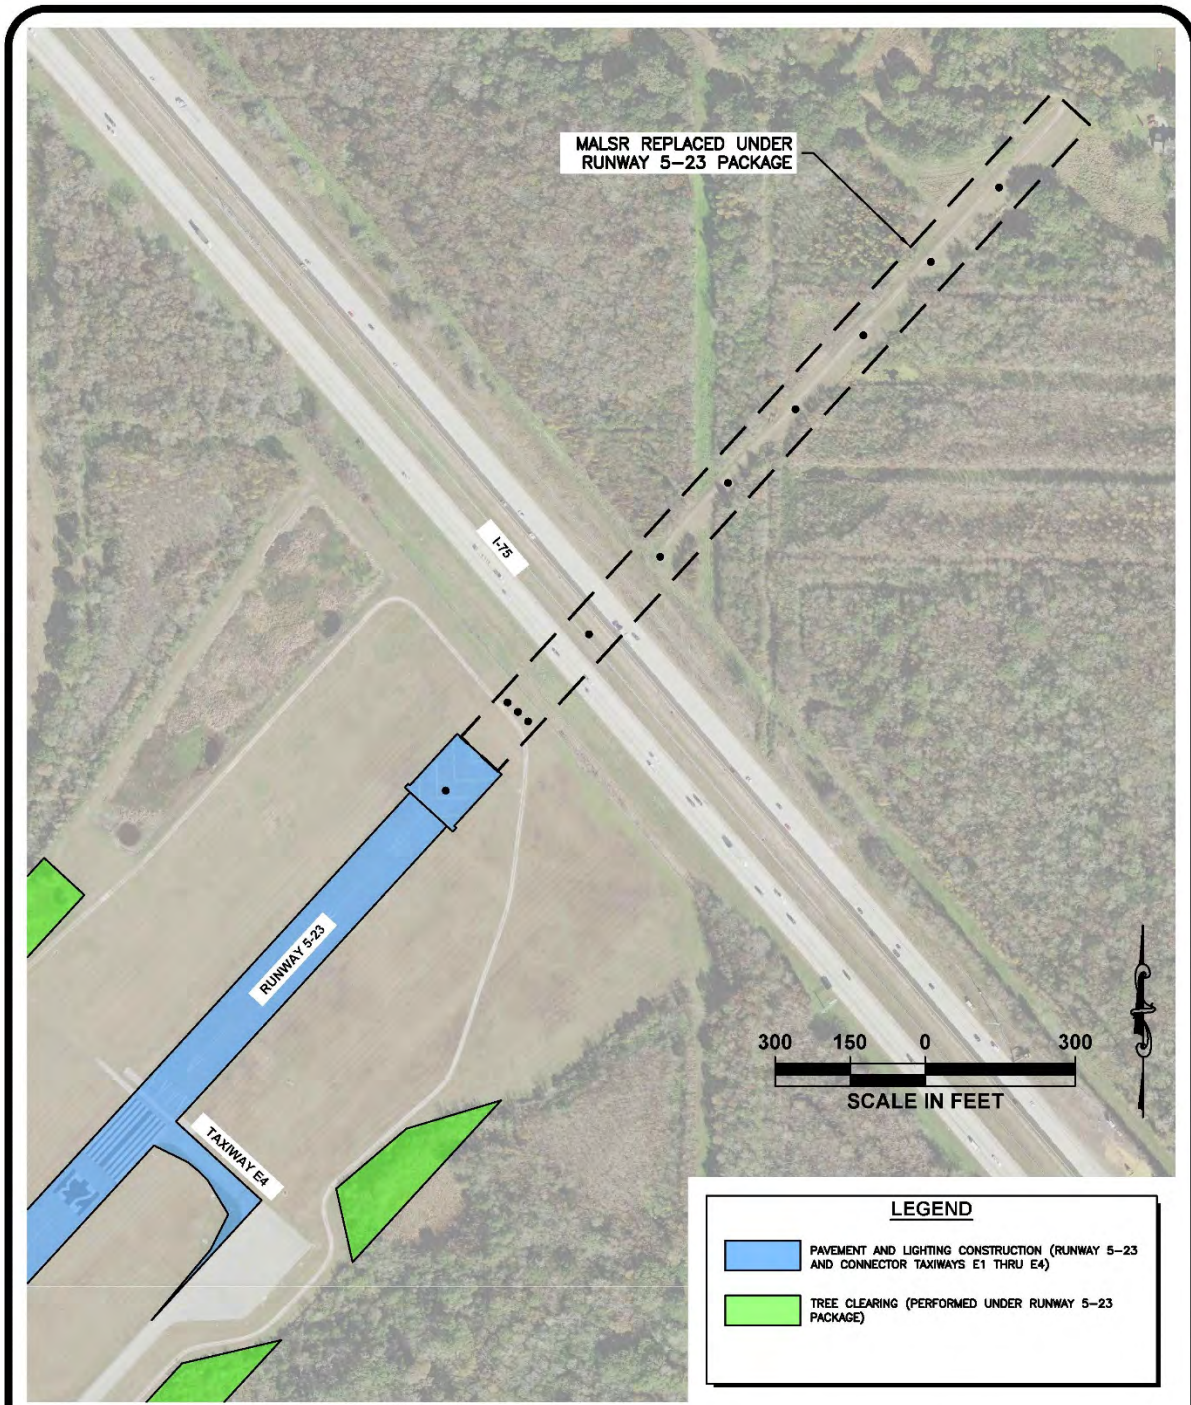 MALSR REPLACED UNDER
RUNWAY 5-23 PACKAGE
I-75
RUNWAY 5-23
TAXIWAY E4
300 150 0 300
SCALE IN FEET
LEGEND
PAVEMENT AND LIGHTING CONSTRUCTION (RUNWAY 5-23
AND CONNECTOR TAXIWAYS E1 THRU E4)
TREE CLEARING (PERFORMED UNDER RUNWAY 5-23
PACKAGE)